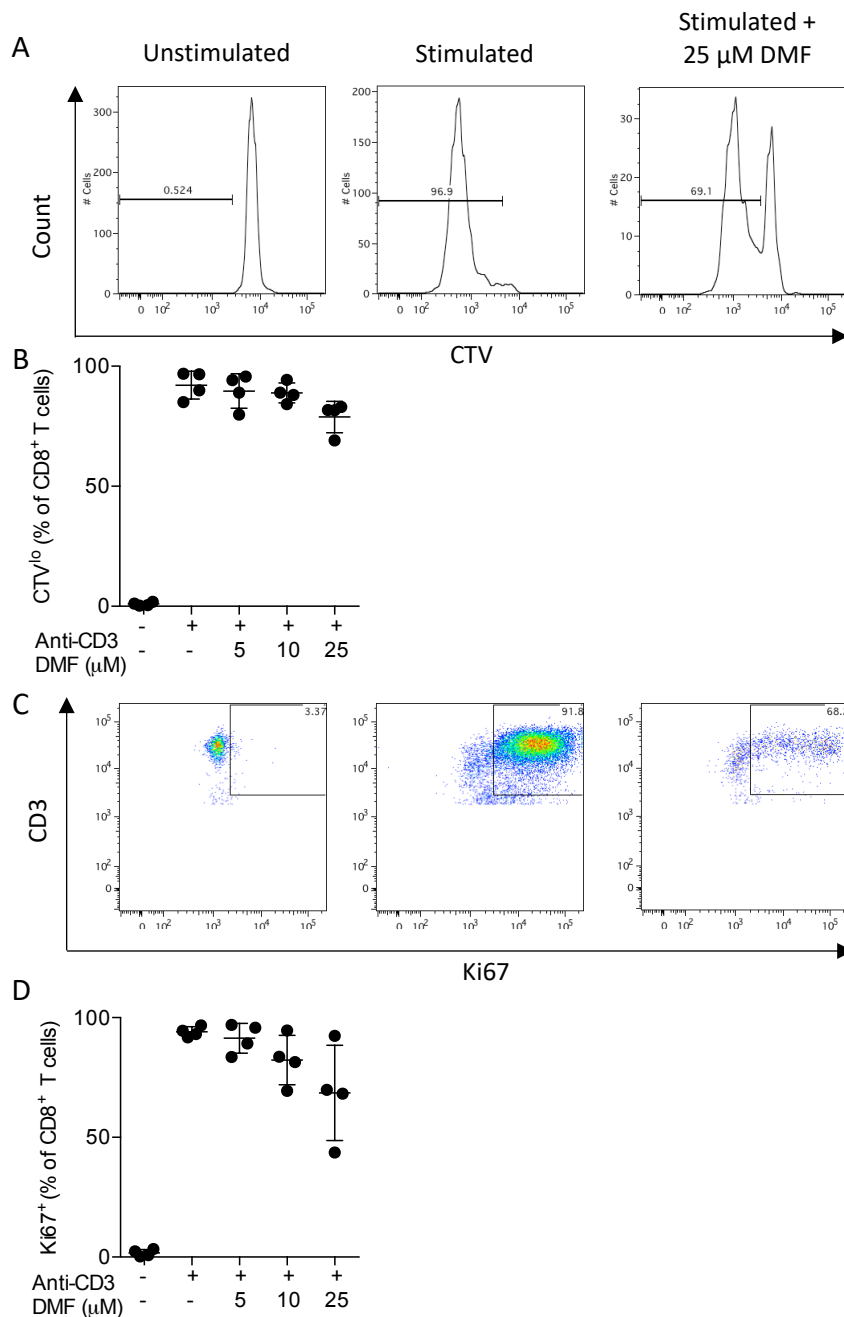 A
Unstimulated
Stimulated
Stimulated +
25 µM DMF
Count
# Cells
300
200
100
0
0.524
0 10² 10³ 10⁴ 10⁵
# Cells
200
150
100
50
0
96.9
0 10² 10³ 10⁴ 10⁵
# Cells
30
20
10
0
69.1
0 10² 10³ 10⁴ 10⁵
CTV
B
CTVˡᵒ (% of CD8⁺ T cells)
100
50
0
Anti-CD3 - + + + +
DMF (µM) - - 5 10 25
C
CD3
10⁵
10⁴
10³
10²
0
3.37
0 10² 10³ 10⁴ 10⁵
10⁵
10⁴
10³
10²
0
91.8
0 10² 10³ 10⁴ 10⁵
10⁵
10⁴
10³
10²
0
0 10² 10³ 10⁴ 10⁵
Ki67
D
Ki67⁺ (% of CD8⁺ T cells)
100
50
0
Anti-CD3 - + + + +
DMF (µM) - - 5 10 25